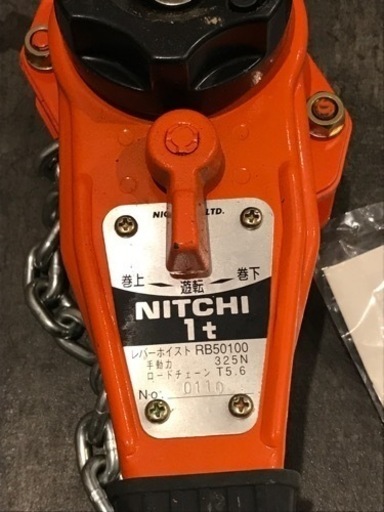 LTD.
巻上 遊転 巻下
NITCHI
1t
レバーホイスト RB50100
手動力 325N
ロードチェーン T5.6
No. 0110